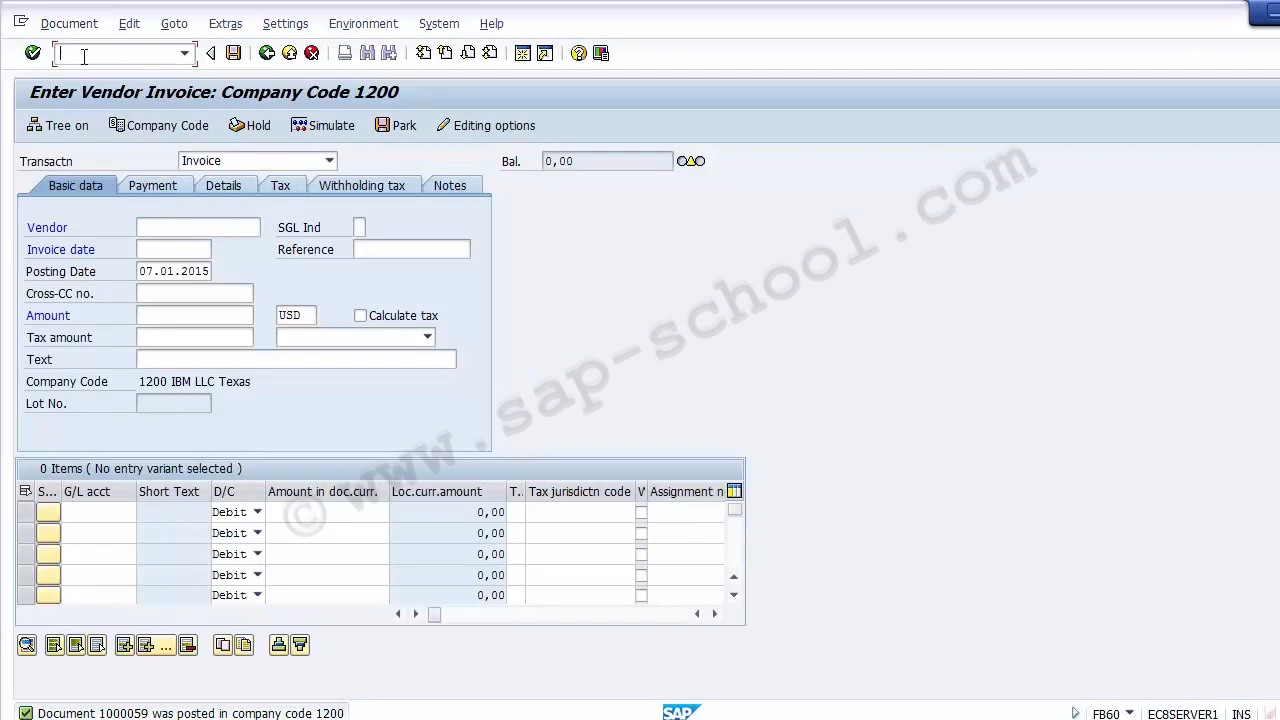 Document Edit Goto Extras Settings Environment System Help
Enter Vendor Invoice: Company Code 1200
Tree on Company Code Hold Simulate Park Editing options
Transactn Invoice Bal. 0,00
Basic data Payment Details Tax Withholding tax Notes
Vendor SGL Ind
Invoice date Reference
Posting Date 07.01.2015
Cross-CC no.
Amount USD Calculate tax
Tax amount
Text
Company Code 1200 IBM LLC Texas
Lot No.
0 Items ( No entry variant selected )
S... G/L acct Short Text D/C Amount in doc.curr. Loc.curr.amount T.. Tax jurisdictn code V Assignment n
Debit 0,00
Debit 0,00
Debit 0,00
Debit 0,00
Debit 0,00
© www.sap-school.com
Document 1000059 was posted in company code 1200 SAP FB60 EC8SERVER1 INS